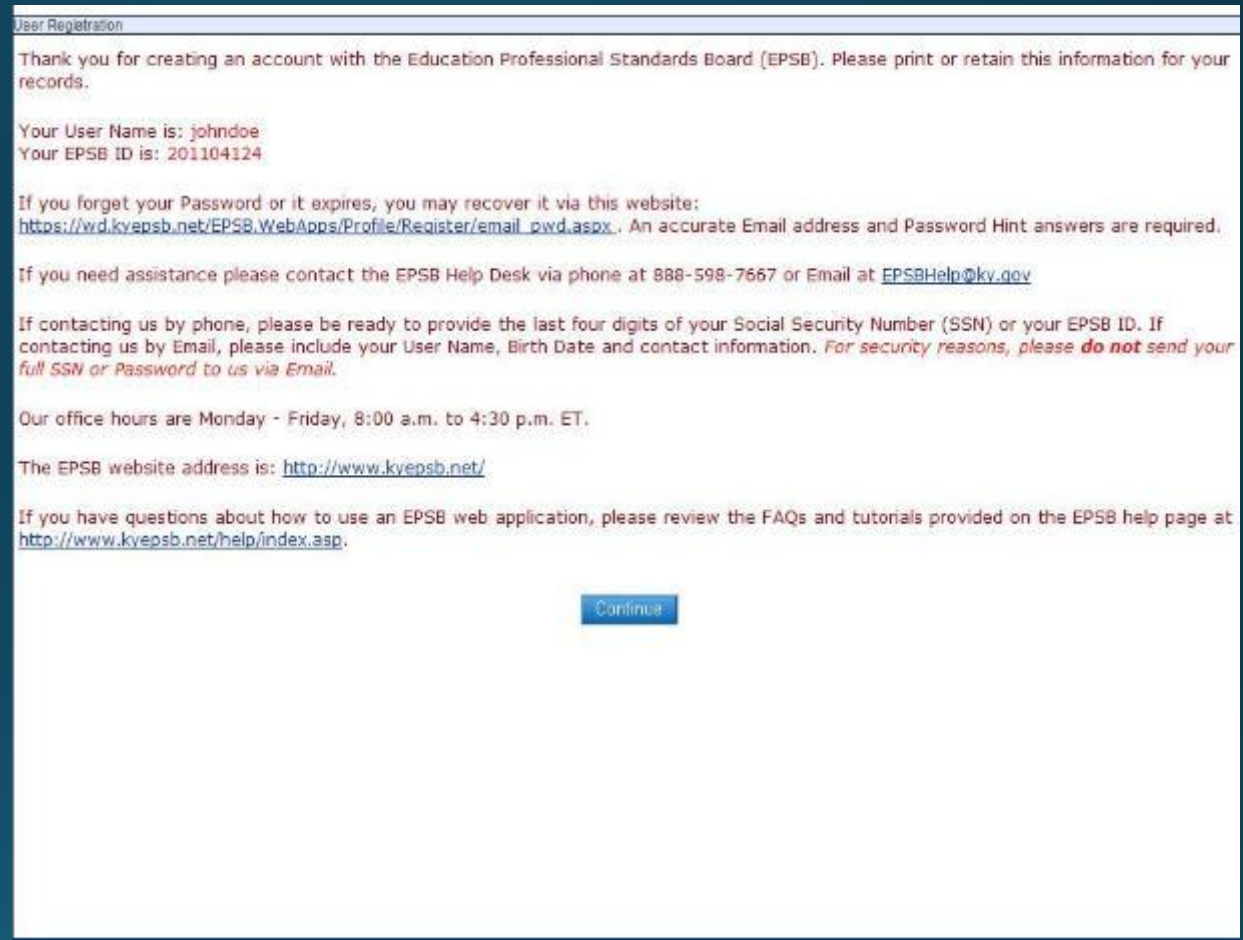 User Registration
Thank you for creating an account with the Education Professional Standards Board (EPSB). Please print or retain this information for your
records.
Your User Name is: johndoe
Your EPSB ID is: 201104124
If you forget your Password or it expires, you may recover it via this website:
https://wd.kyepsb.net/EPSB.WebApps/Profile/Register/email_pwd.aspx . An accurate Email address and Password Hint answers are required.
If you need assistance please contact the EPSB Help Desk via phone at 888-598-7667 or Email at EPSBHelp@ky.gov
If contacting us by phone, please be ready to provide the last four digits of your Social Security Number (SSN) or your EPSB ID. If
contacting us by Email, please include your User Name, Birth Date and contact information. For security reasons, please do not send your
full SSN or Password to us via Email.
Our office hours are Monday - Friday, 8:00 a.m. to 4:30 p.m. ET.
The EPSB website address is: http://www.kyepsb.net/
If you have questions about how to use an EPSB web application, please review the FAQs and tutorials provided on the EPSB help page at
http://www.kyepsb.net/help/index.asp.
Continue